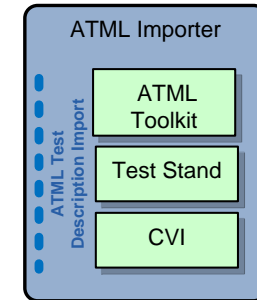 ATML Importer
ATML Test
Description Import
ATML
Toolkit
Test Stand
CVI